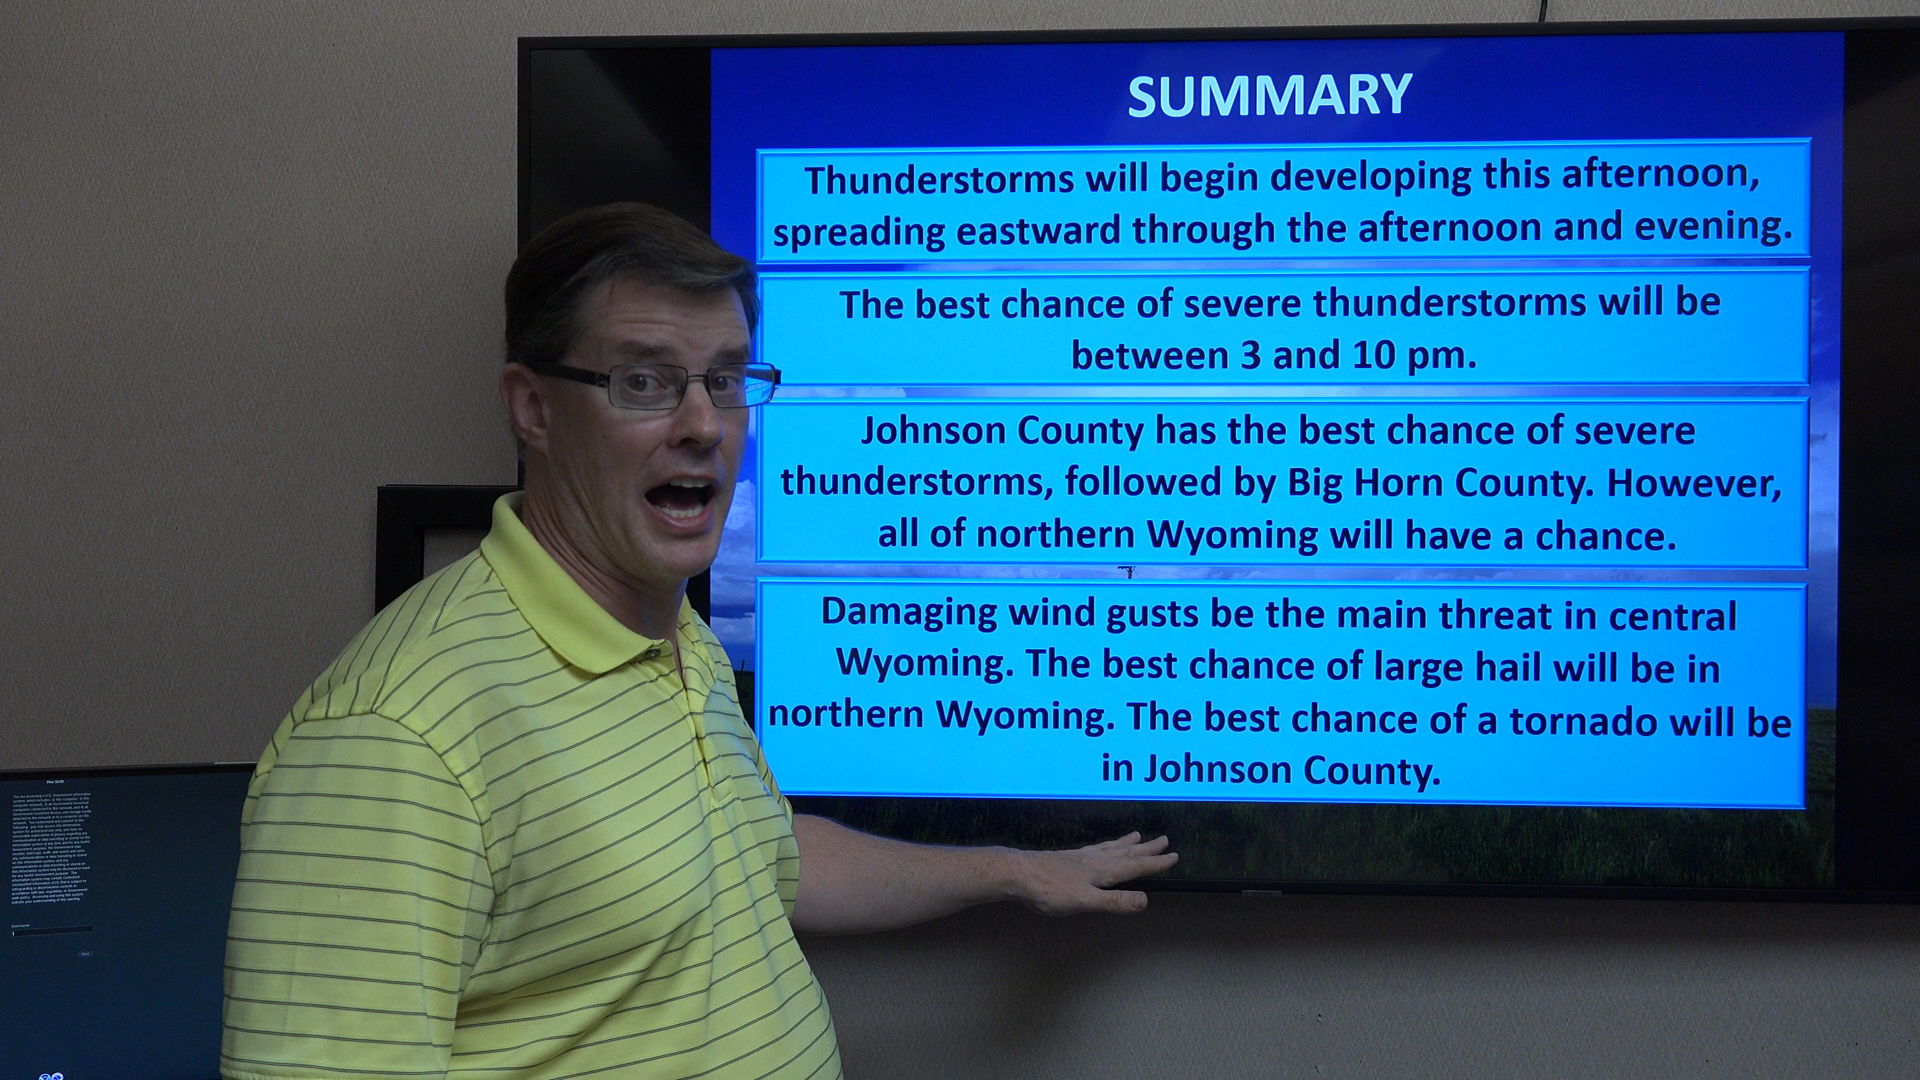 SUMMARY
Thunderstorms will begin developing this afternoon,
spreading eastward through the afternoon and evening.
The best chance of severe thunderstorms will be
between 3 and 10 pm.
Johnson County has the best chance of severe
thunderstorms, followed by Big Horn County. However,
all of northern Wyoming will have a chance.
Damaging wind gusts be the main threat in central
Wyoming. The best chance of large hail will be in
northern Wyoming. The best chance of a tornado will be
in Johnson County.